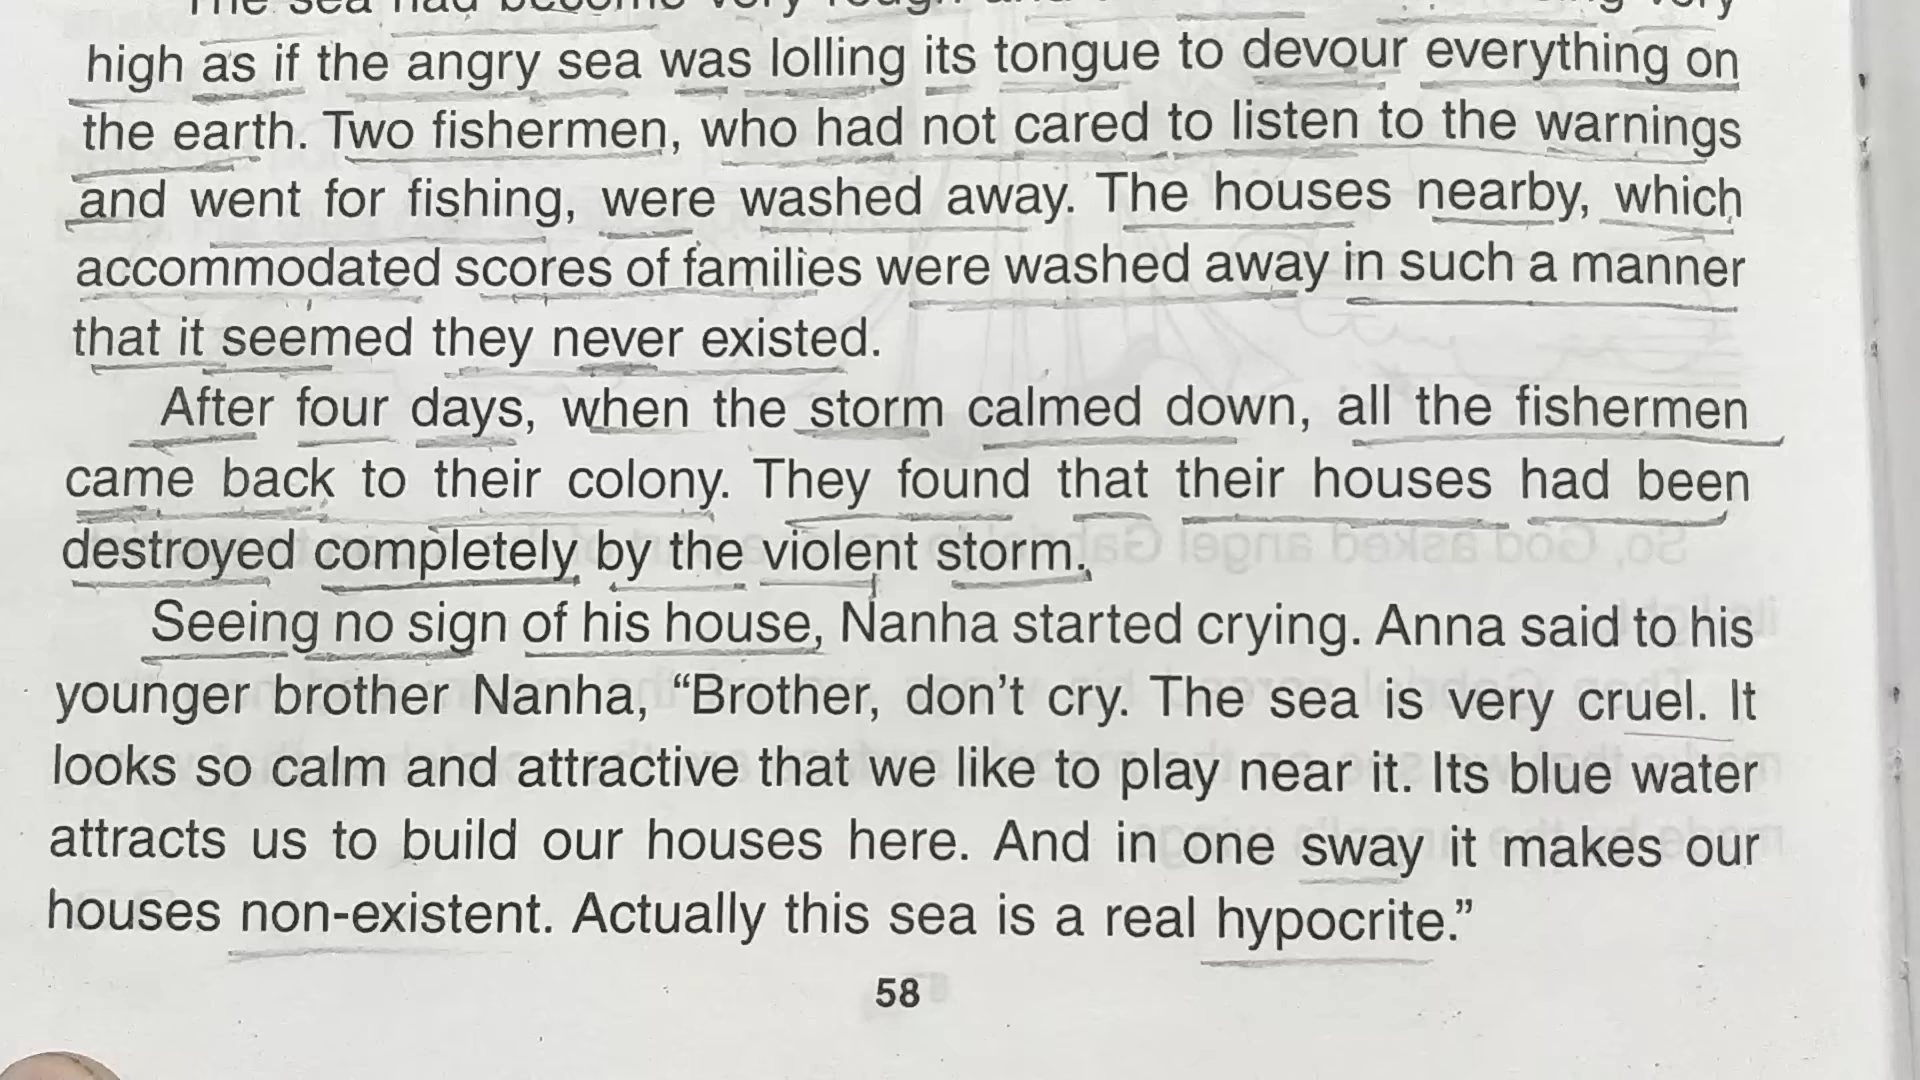 The sea had become very rough and
high as if the angry sea was lolling its tongue to devour everything on
the earth. Two fishermen, who had not cared to listen to the warnings
and went for fishing, were washed away. The houses nearby, which
accommodated scores of families were washed away in such a manner
that it seemed they never existed.
After four days, when the storm calmed down, all the fishermen
came back to their colony. They found that their houses had been
destroyed completely by the violent storm.
Seeing no sign of his house, Nanha started crying. Anna said to his
younger brother Nanha, “Brother, don’t cry. The sea is very cruel. It
looks so calm and attractive that we like to play near it. Its blue water
attracts us to build our houses here. And in one sway it makes our
houses non-existent. Actually this sea is a real hypocrite.”
58